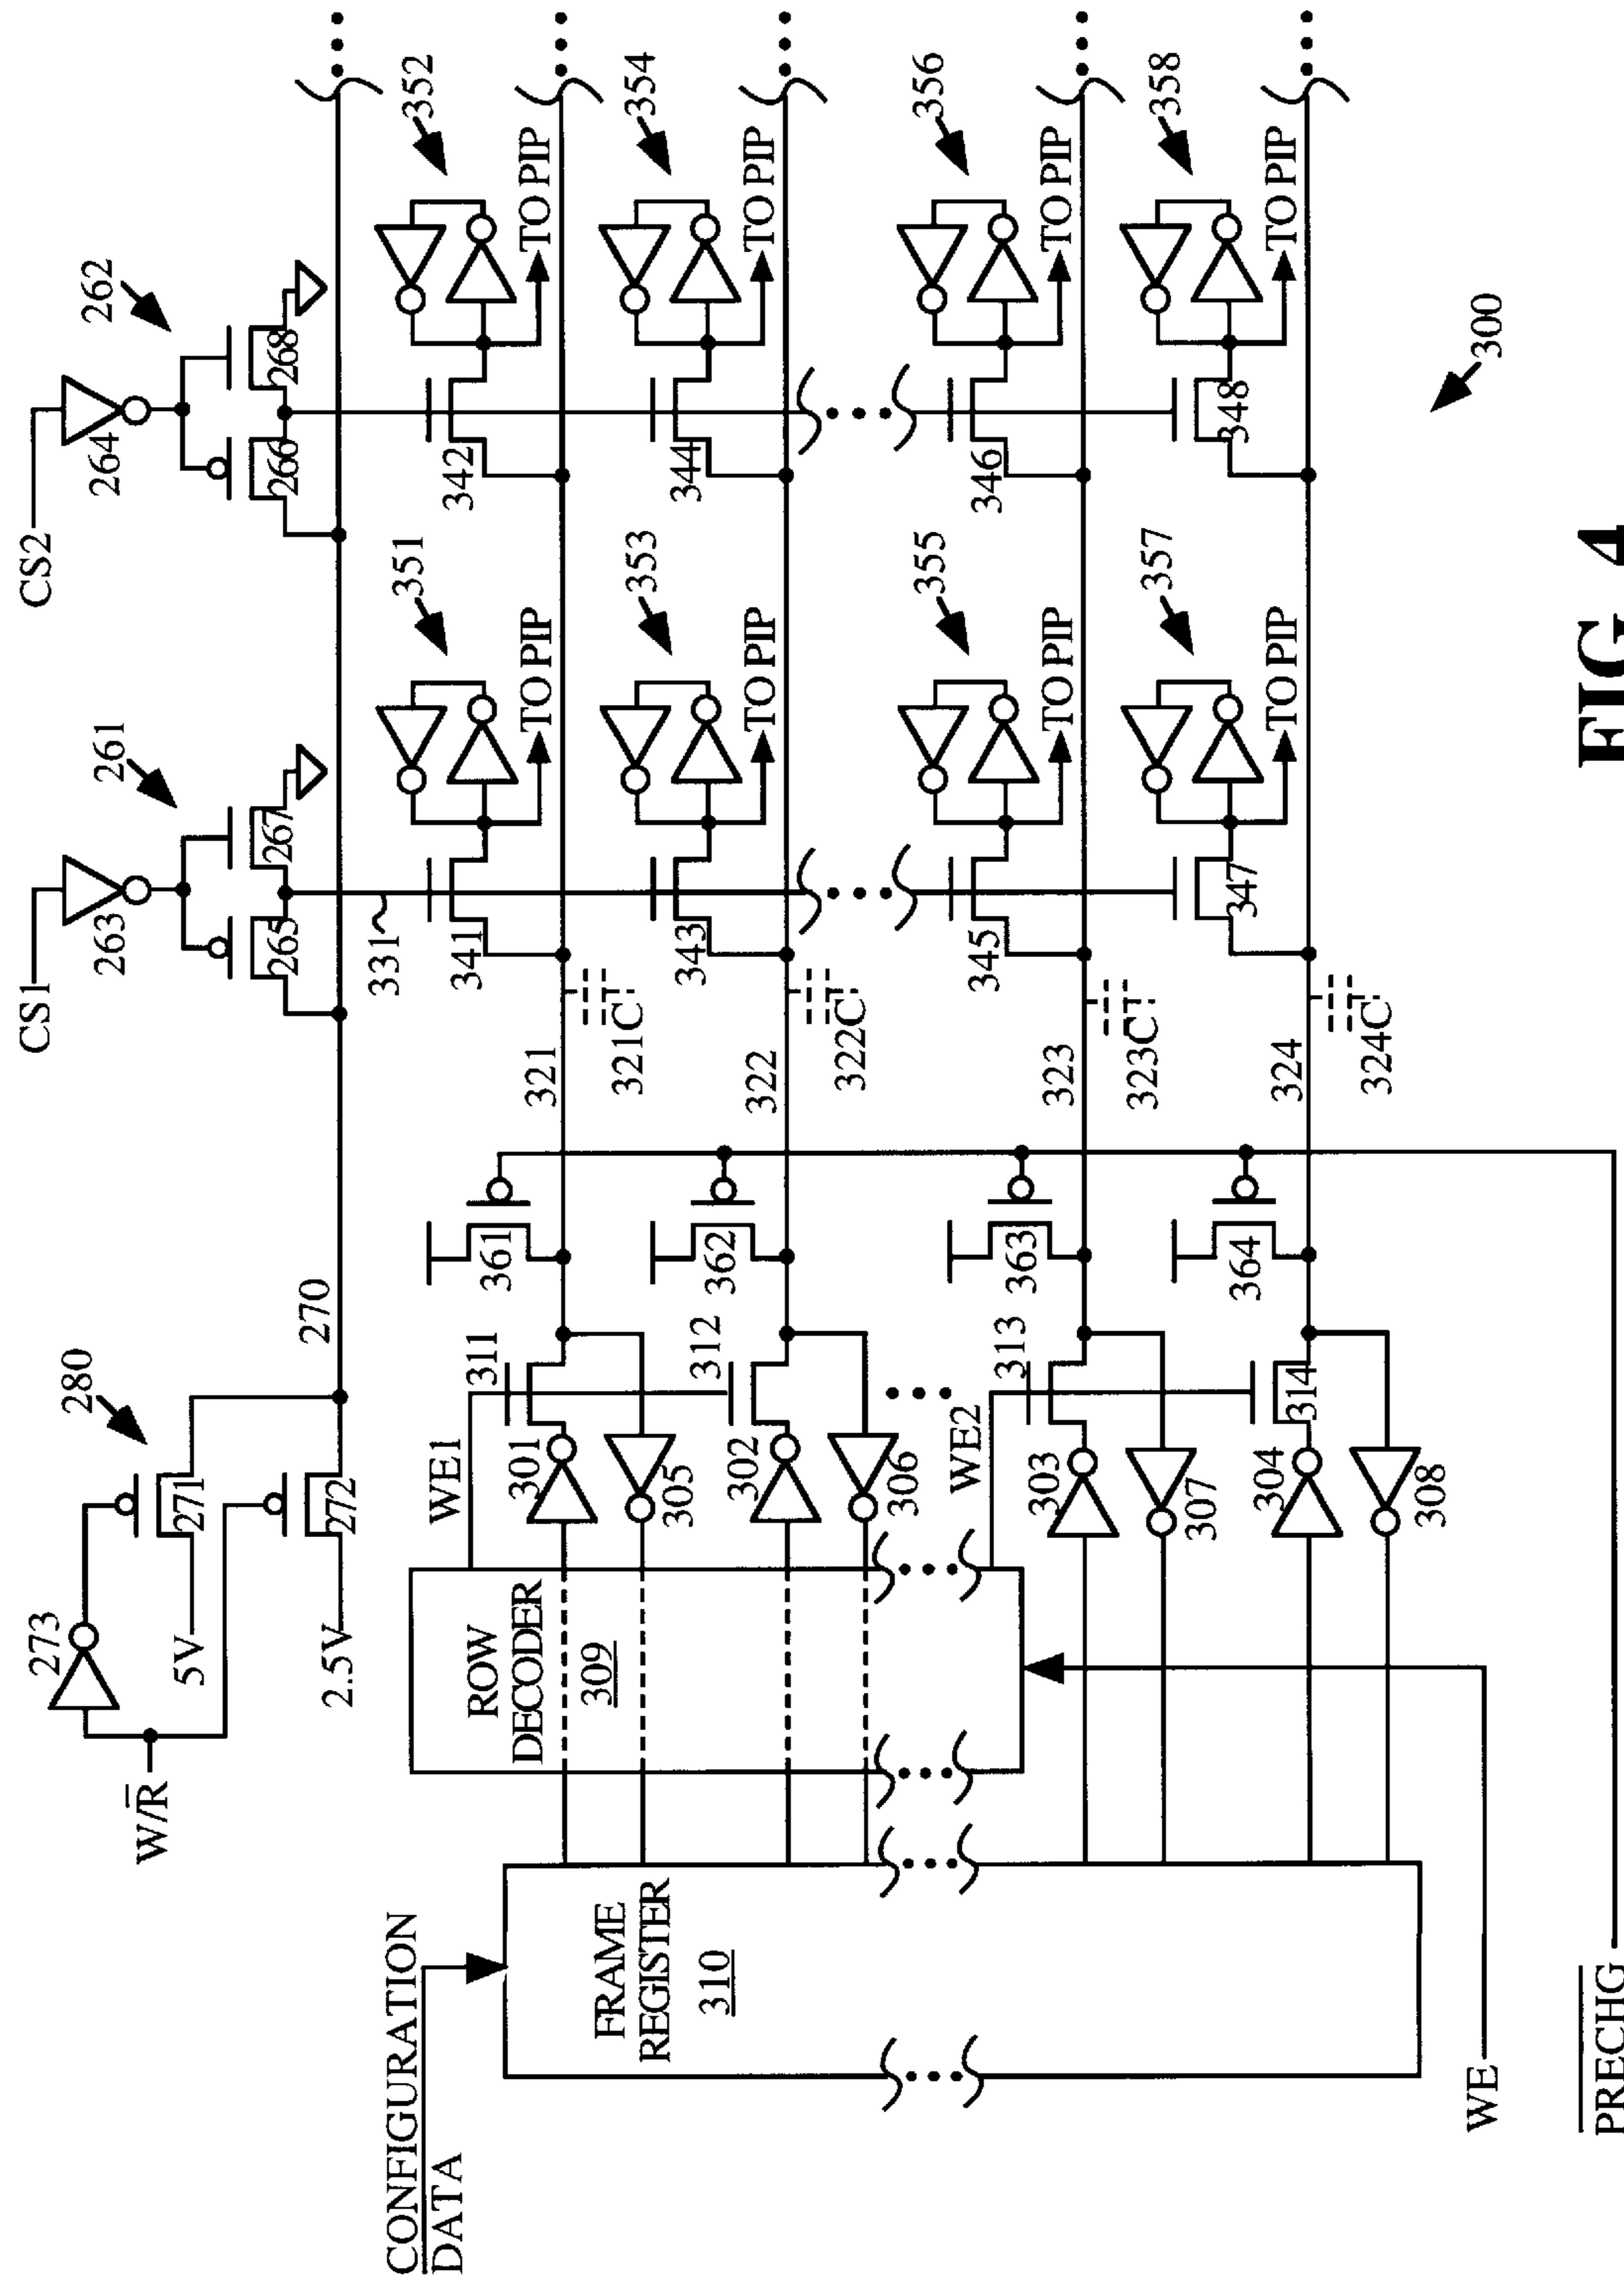 CS1
CS2
263
261
264
262
265
267
266
268
W/R̅
273
280
5V
271
2.5V
272
270
331
341
351
TO PIP
342
352
TO PIP
321
321C
343
353
TO PIP
344
354
TO PIP
322
322C
345
355
TO PIP
346
356
TO PIP
323
323C
347
357
TO PIP
348
358
TO PIP
324
324C
CONFIGURATION
DATA
FRAME
REGISTER
310
ROW
DECODER
309
WE1
301
311
361
305
302
312
362
306
WE2
303
313
363
307
304
314
364
308
WE
PRECHG
300
FIG. 4